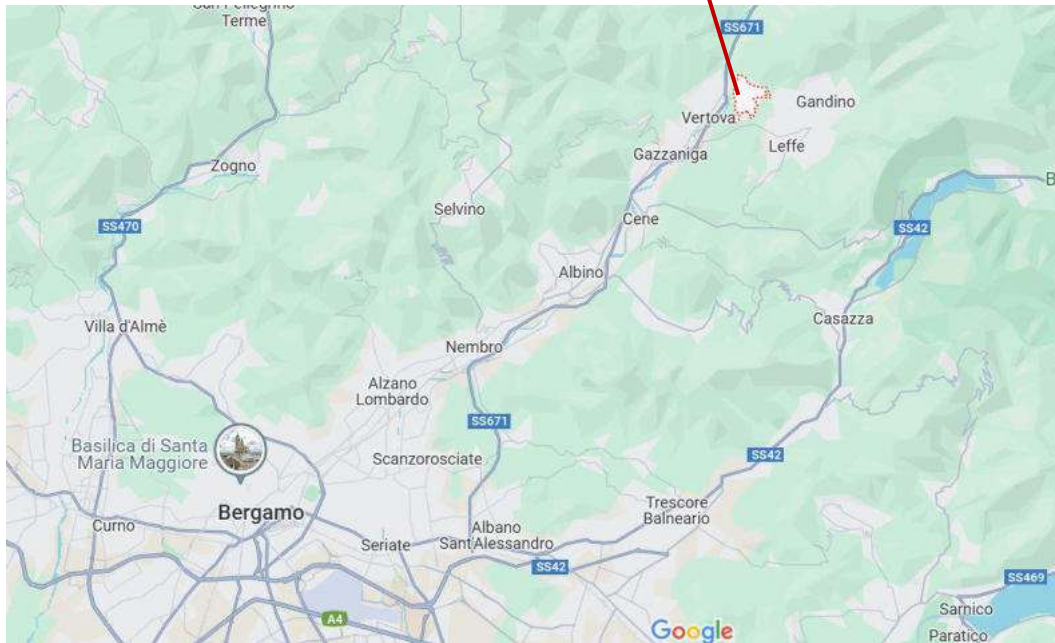 Terme
SS671
Gandino
Vertova
Leffe
Gazzaniga
Zogno
Selvino
Cene
SS470
SS42
Albino
Villa d'Almè
Casazza
Nembro
Alzano
Lombardo
SS671
Basilica di Santa
Maria Maggiore
Scanzorosciate
SS42
Bergamo
Trescore
Balneario
Curno
Albano
Sant'Alessandro
Seriate
SS42
SS469
A4
Sarnico
Paratico
Google